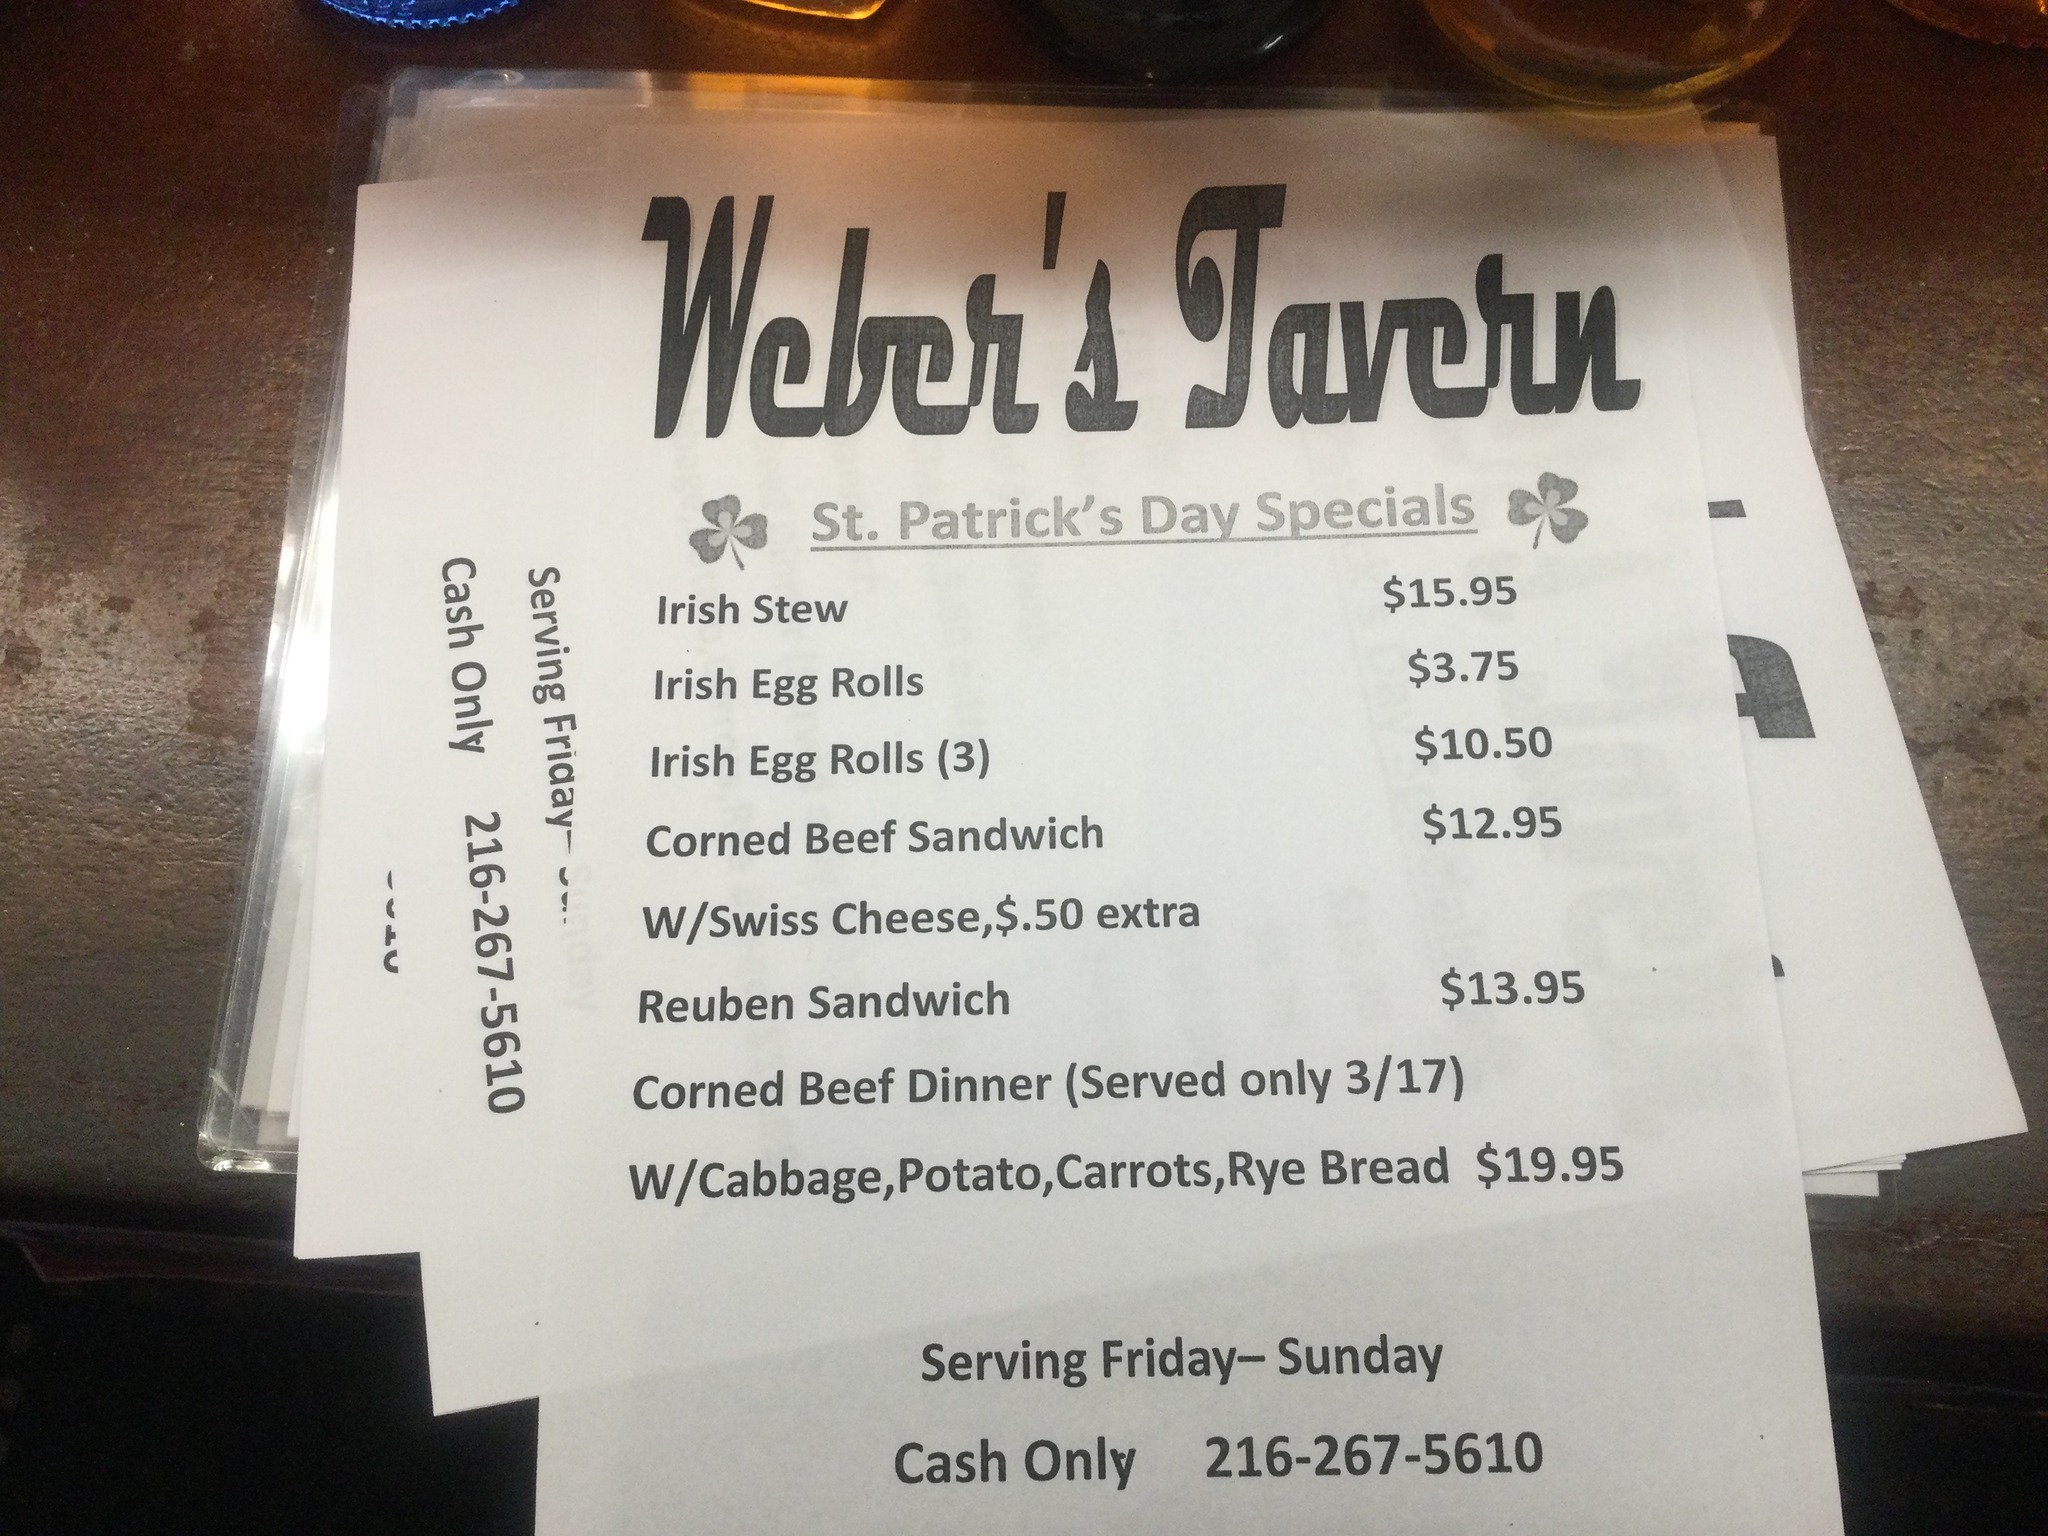 Weber's Tavern
St. Patrick's Day Specials
Irish Stew $15.95
Irish Egg Rolls $3.75
Irish Egg Rolls (3) $10.50
Corned Beef Sandwich $12.95
W/Swiss Cheese,$.50 extra
Reuben Sandwich $13.95
Corned Beef Dinner (Served only 3/17)
W/Cabbage,Potato,Carrots,Rye Bread $19.95
Serving Friday– Sunday
Cash Only 216-267-5610
Serving Friday–
Cash Only 216-267-5610